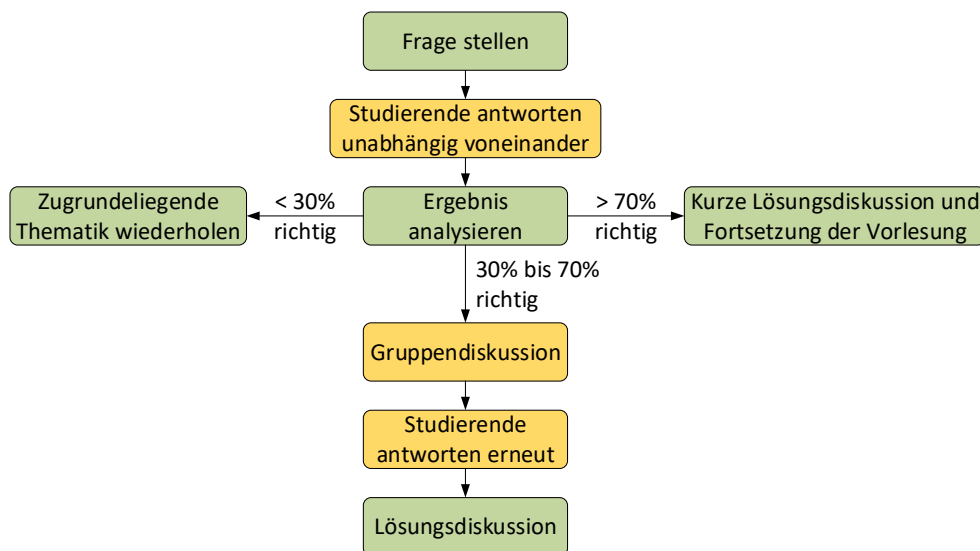 Frage stellen
Studierende antworten
unabhängig voneinander
Zugrundeliegende
Thematik wiederholen
< 30%
richtig
Ergebnis
analysieren
> 70%
richtig
Kurze Lösungsdiskussion und
Fortsetzung der Vorlesung
30% bis 70%
richtig
Gruppendiskussion
Studierende
antworten erneut
Lösungsdiskussion